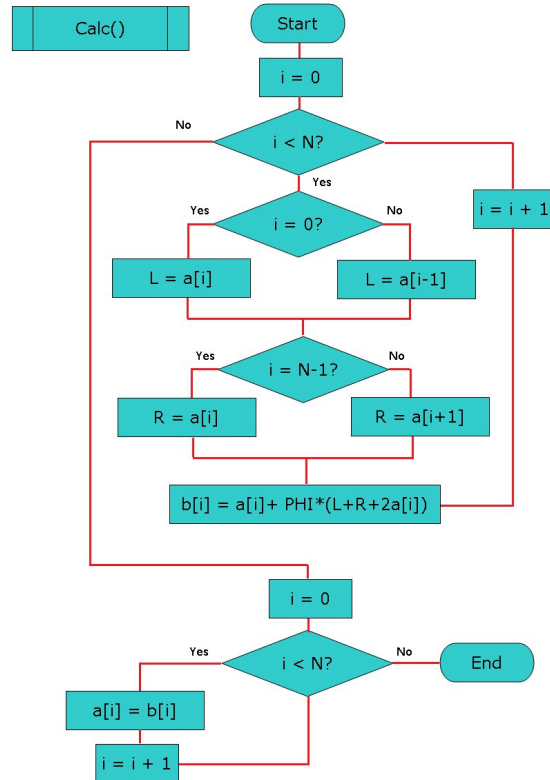 Calc()
Start
i = 0
No
i < N?
Yes
i = i + 1
Yes
i = 0?
No
L = a[i]
L = a[i-1]
Yes
i = N-1?
No
R = a[i]
R = a[i+1]
b[i] = a[i]+ PHI*(L+R+2a[i])
i = 0
Yes
i < N?
No
End
a[i] = b[i]
i = i + 1